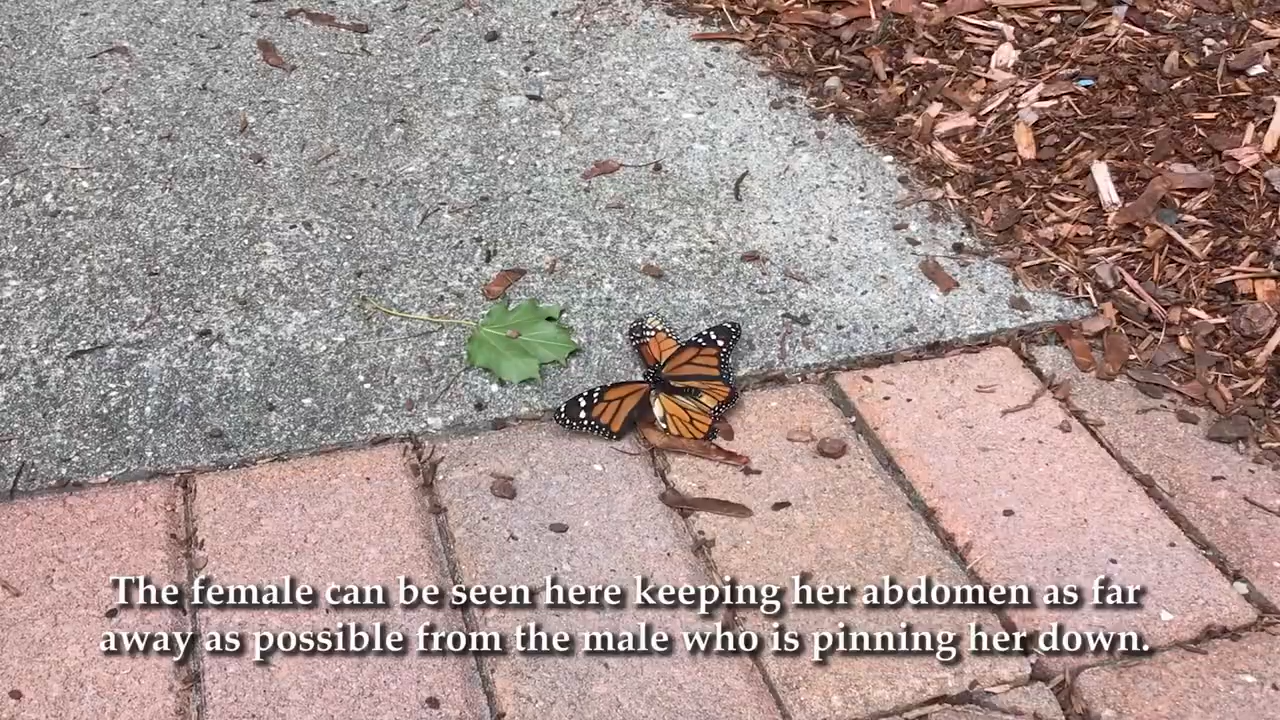 The female can be seen here keeping her abdomen as far
away as possible from the male who is pinning her down.